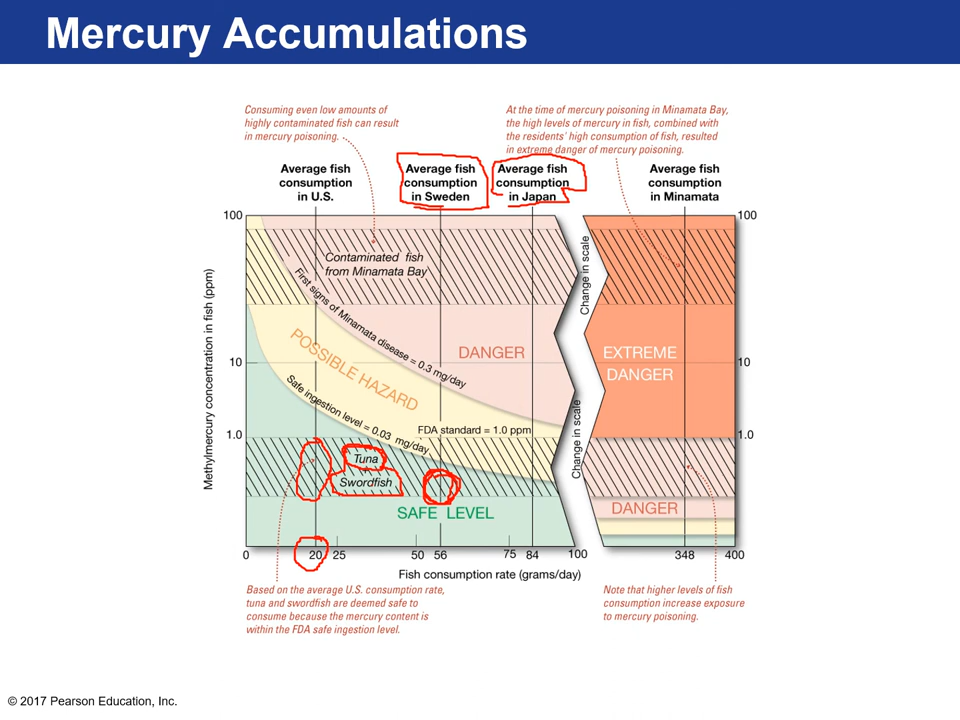 Mercury Accumulations
Consuming even low amounts of
highly contaminated fish can result
in mercury poisoning.
At the time of mercury poisoning in Minamata Bay,
the high levels of mercury in fish, combined with
the residents' high consumption of fish, resulted
in extreme danger of mercury poisoning.
Average fish
consumption
in U.S.
Average fish
consumption
in Sweden
Average fish
consumption
in Japan
Average fish
consumption
in Minamata
100
100
Contaminated fish
from Minamata Bay
Change in scale
First signs of Minamata disease = 0.3 mg/day
POSSIBLE HAZARD
DANGER
EXTREME
DANGER
10
10
Safe ingestion level = 0.03 mg/day
FDA standard = 1.0 ppm
Change in scale
1.0
1.0
Methylmercury concentration in fish (ppm)
Tuna
+
Swordfish
SAFE LEVEL
DANGER
0
20
25
50
56
75
84
100
348
400
Fish consumption rate (grams/day)
Based on the average U.S. consumption rate,
tuna and swordfish are deemed safe to
consume because the mercury content is
within the FDA safe ingestion level.
Note that higher levels of fish
consumption increase exposure
to mercury poisoning.
© 2017 Pearson Education, Inc.